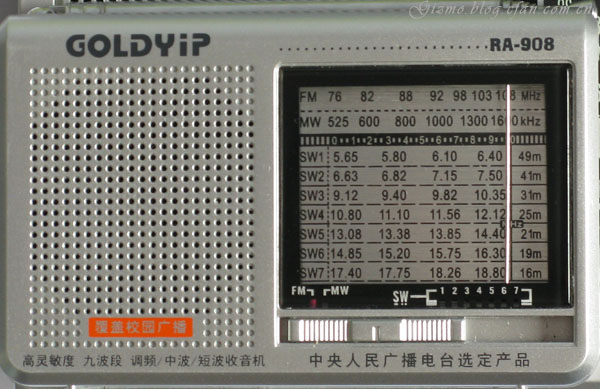 Gizmo.blog.tian.com.cn
GOLDYiP
RA-908
FM 76 82 88 92 98 103 108 MHz
MW 525 600 800 1000 1300 1600 kHz
0 1 2 3 4 5 6 7 8 9 10
SW1 5.65 5.80 6.10 6.40 49m
SW2 6.63 6.82 7.15 7.50 41m
SW3 9.12 9.40 9.82 10.35 31m
SW4 10.80 11.10 11.56 12.12 25m
MHz
SW5 13.08 13.38 13.85 14.40 21m
SW6 14.85 15.20 15.75 16.30 19m
SW7 17.40 17.75 18.26 18.80 16m
FM MW SW 1 2 3 4 5 6 7
覆盖校园广播
高灵敏度 九波段 调频/中波/短波收音机
中央人民广播电台选定产品